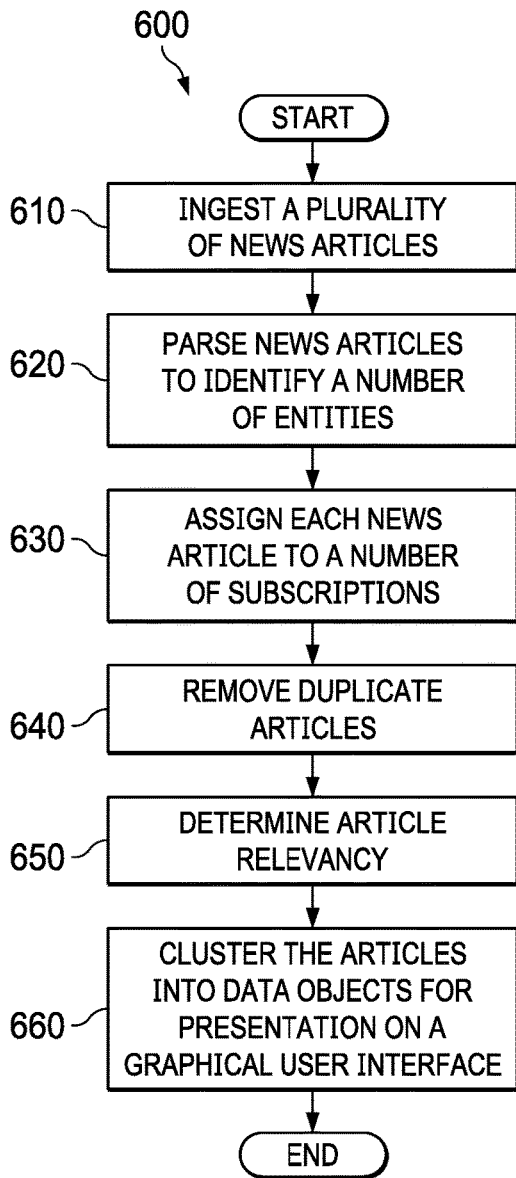 600
START
610
INGEST A PLURALITY
OF NEWS ARTICLES
620
PARSE NEWS ARTICLES
TO IDENTIFY A NUMBER
OF ENTITIES
630
ASSIGN EACH NEWS
ARTICLE TO A NUMBER
OF SUBSCRIPTIONS
640
REMOVE DUPLICATE
ARTICLES
650
DETERMINE ARTICLE
RELEVANCY
660
CLUSTER THE ARTICLES
INTO DATA OBJECTS FOR
PRESENTATION ON A
GRAPHICAL USER INTERFACE
END